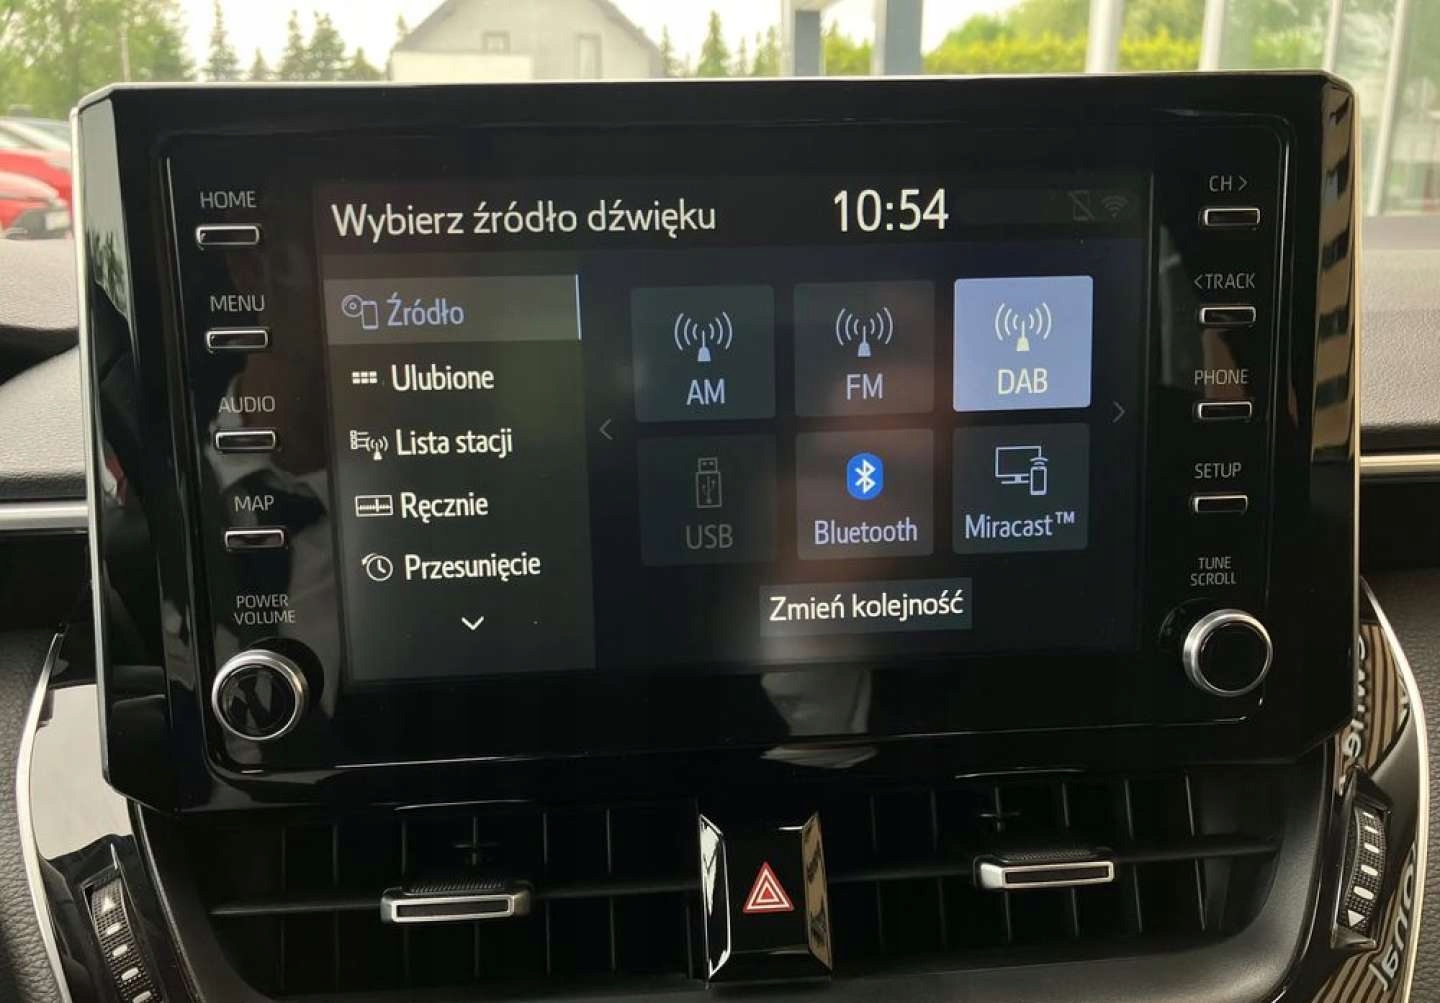 HOME
MENU
AUDIO
MAP
POWER
VOLUME
Wybierz źródło dźwięku
10:54
Źródło
Ulubione
Lista stacji
Ręcznie
Przesunięcie
AM
FM
DAB
USB
Bluetooth
Miracast™
Zmień kolejność
CH >
<TRACK
PHONE
SETUP
TUNE
SCROLL